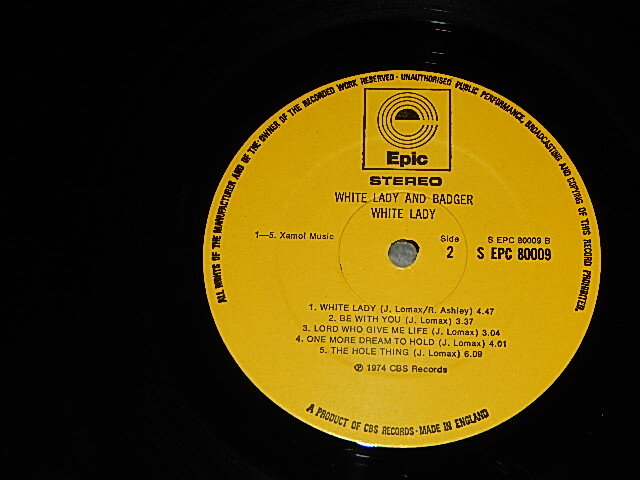 ALL RIGHTS OF THE MANUFACTURER AND OF THE OWNER OF THE RECORDED WORK RESERVED · UNAUTHORISED PUBLIC PERFORMANCE, BROADCASTING AND COPYING OF THIS RECORD PROHIBITED.
e
Epic
STEREO
WHITE LADY AND BADGER
WHITE LADY
1—5. Xamol Music
Side
2
S EPC 80009 B
S EPC 80009
1. WHITE LADY (J. Lomax/R. Ashley) 4.47
2. BE WITH YOU (J. Lomax) 3.37
3. LORD WHO GIVE ME LIFE (J. Lomax) 3.04
4. ONE MORE DREAM TO HOLD (J. Lomax) 4.01
5. THE HOLE THING (J. Lomax) 6.09
℗ 1974 CBS Records
A PRODUCT OF CBS RECORDS · MADE IN ENGLAND